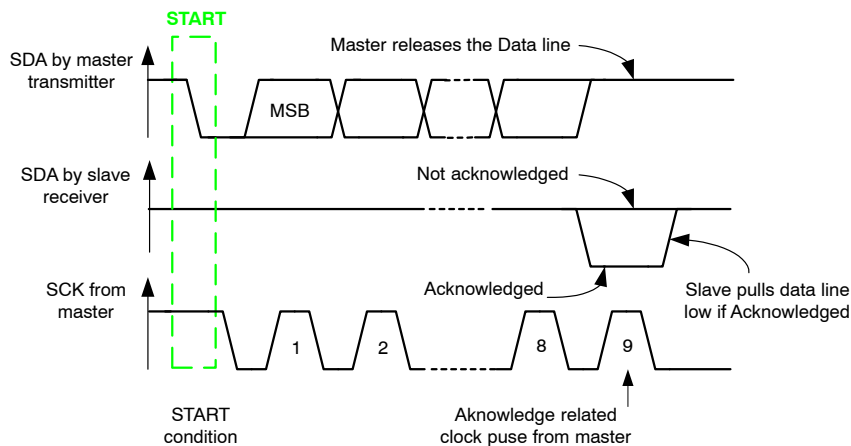 START
Master releases the Data line
SDA by master
transmitter
MSB
SDA by slave
receiver
Not acknowledged
Acknowledged
Slave pulls data line
low if Acknowledged
SCK from
master
1
2
8
9
START
condition
Aknowledge related
clock puse from master